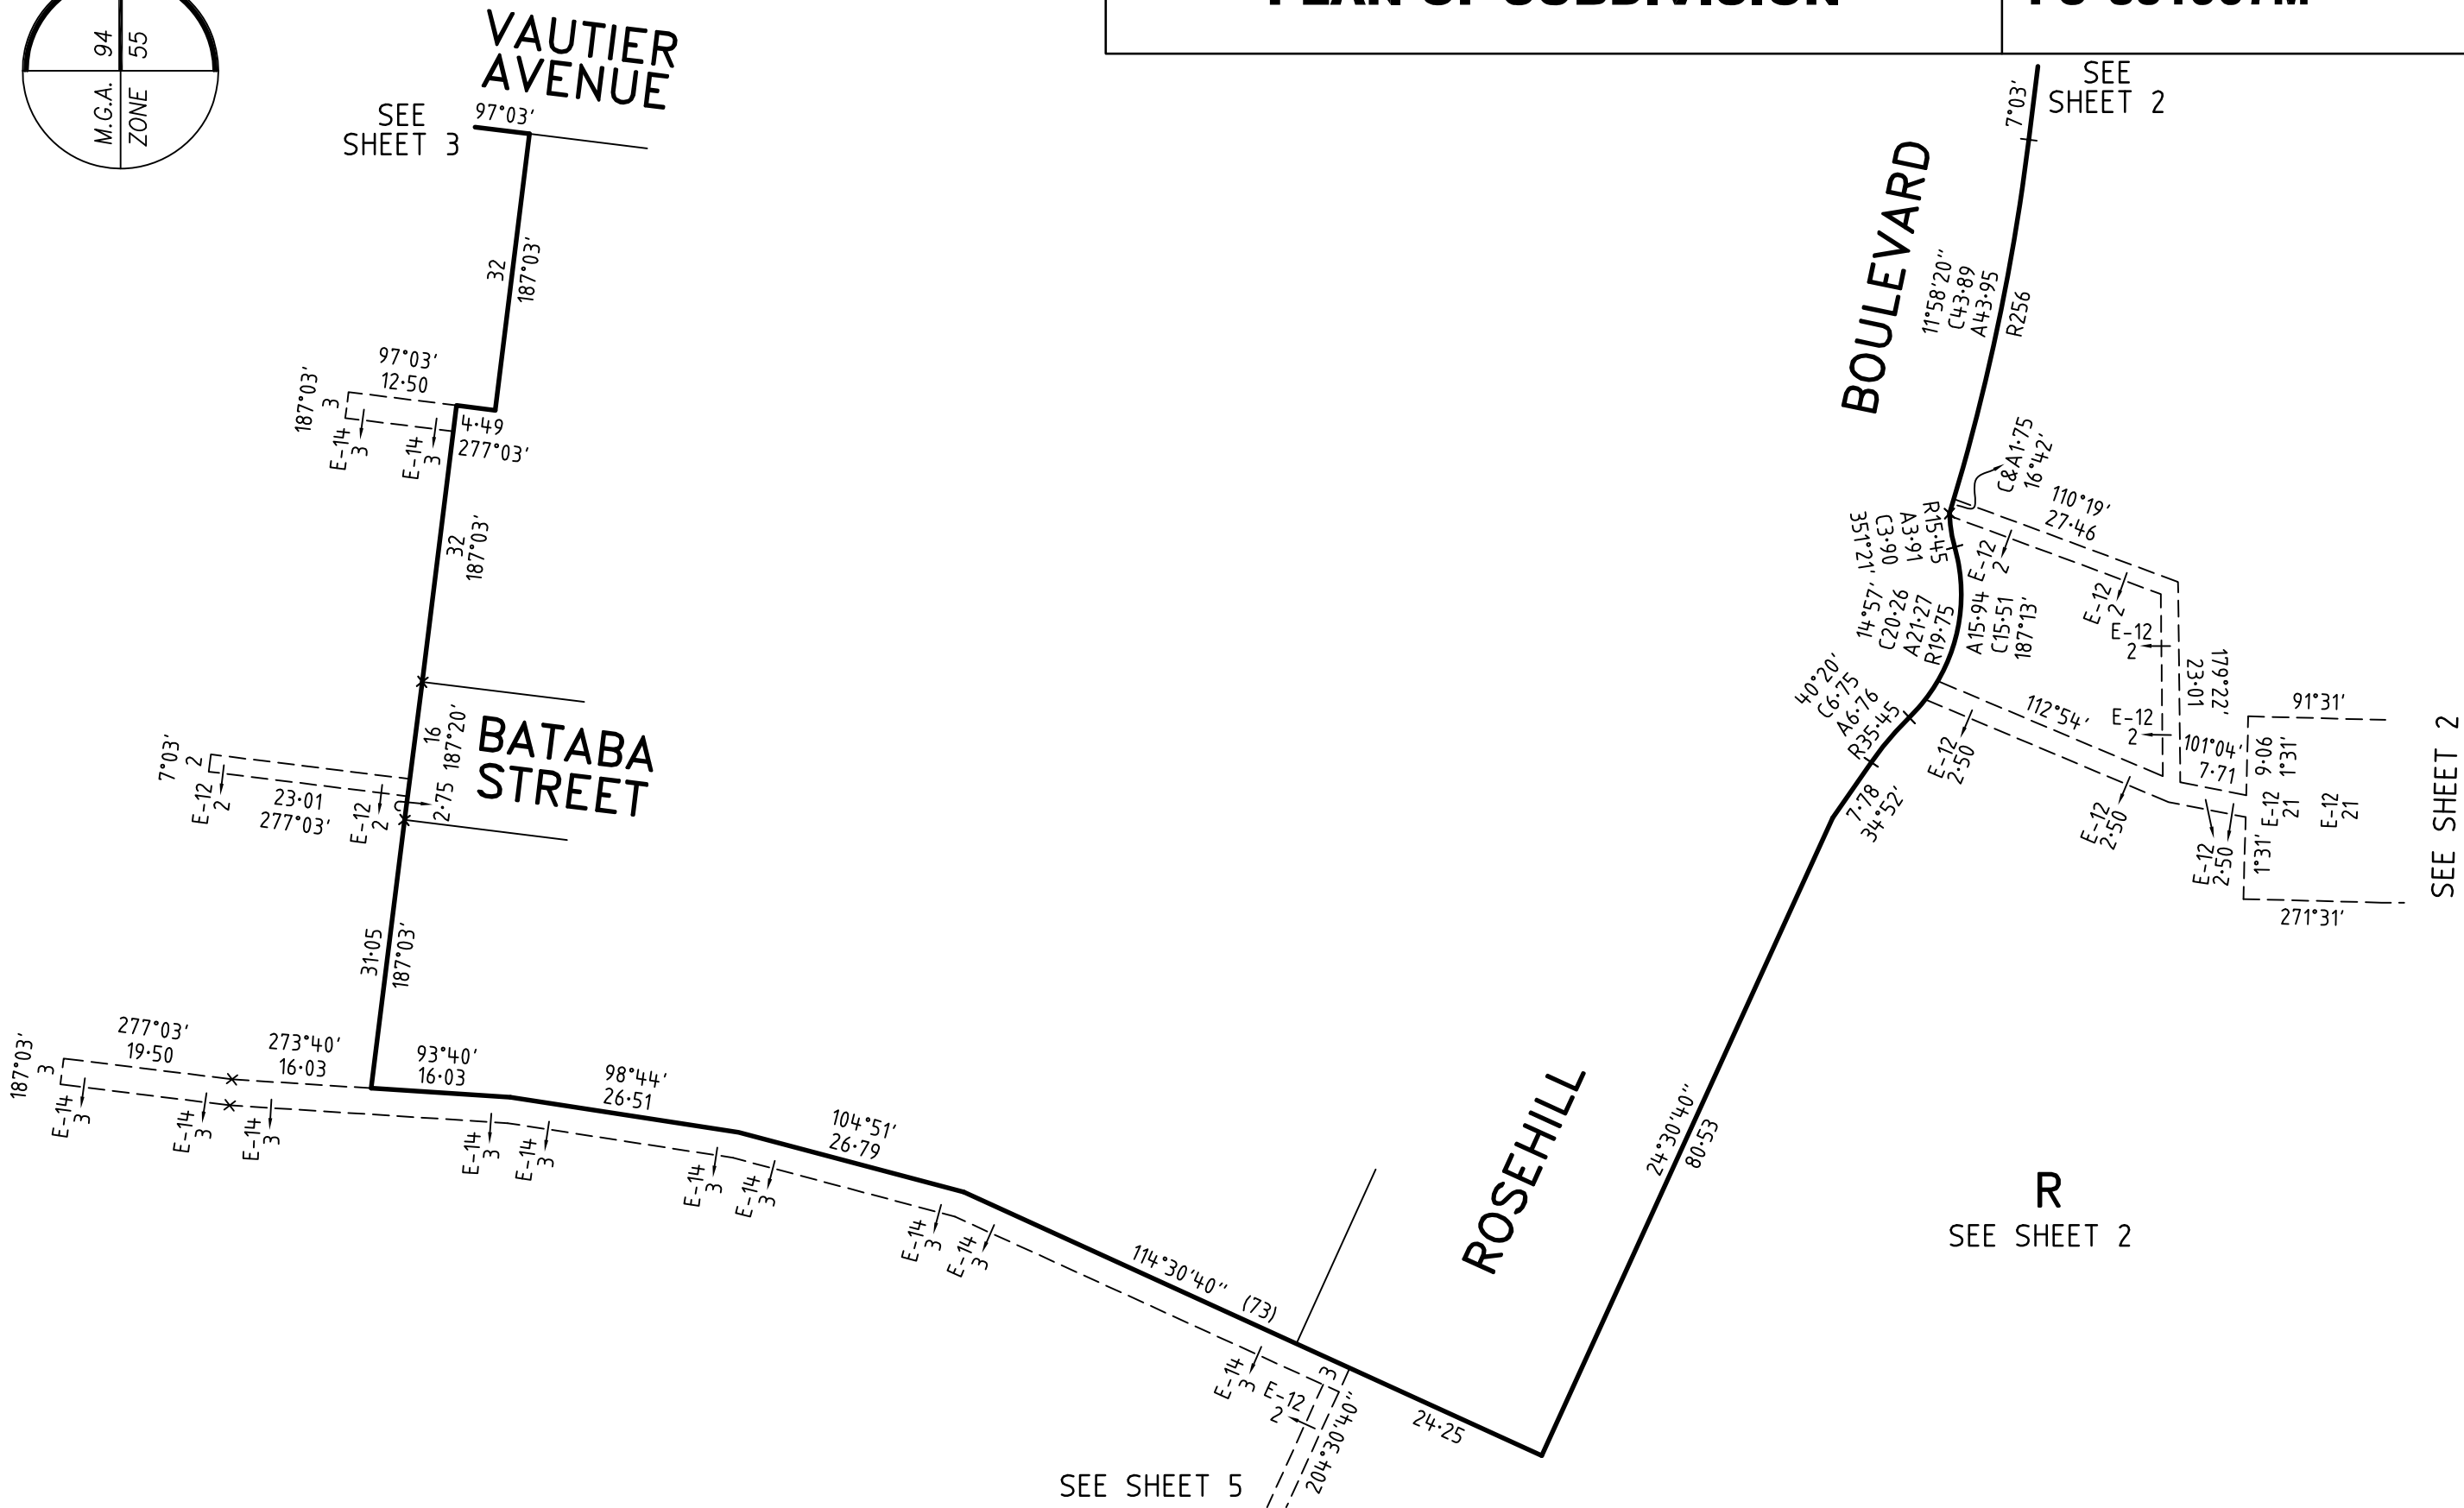 M.G.A. 94
ZONE 55
VAUTIER
AVENUE
SEE
SHEET 3
97°03'
32
187°03'
97°03'
12·50
187°03'
3
E-14
3
E-14
3
4·49
277°03'
32
187°03'
BATABA
STREET
16
187°20'
2·75
7°03'
2
E-12
2
23·01
277°03'
E-12
2
31·05
187°03'
277°03'
19·50
273°40'
16·03
187°03'
3
E-14
3
E-14
3
E-14
3
93°40'
16·03
98°44'
26·51
104°51'
26·79
E-14
3
E-14
3
E-14
3
E-14
3
E-14
3
E-14
3
114°30'40" (73)
E-14
3
E-12
2
3
204°30'40"
24·25
SEE SHEET 5
ROSEHILL
24°30'40"
80·53
R
SEE SHEET 2
SEE
SHEET 2
7°03'
BOULEVARD
11°58'20"
C43·89
A43·95
R256
C&A1·75
16°42'
110°19'
27·46
R15·45
A3·91
C3·90
351°21'
E-12
2
E-12
2
14°57'
C20·26
A21·27
R19·75
A15·94
C15·51
187°13'
E-12
2
179°22'
23·01
40°20'
C6·75
A6·76
R35·45
112°54'
E-12
2
101°04'
7·71
9·06
1°31'
91°31'
E-12
2·50
E-12
2·50
E-12
2·50
E-12
21
E-12
21
1°31'
271°31'
SEE SHEET 2
7·78
34°52'